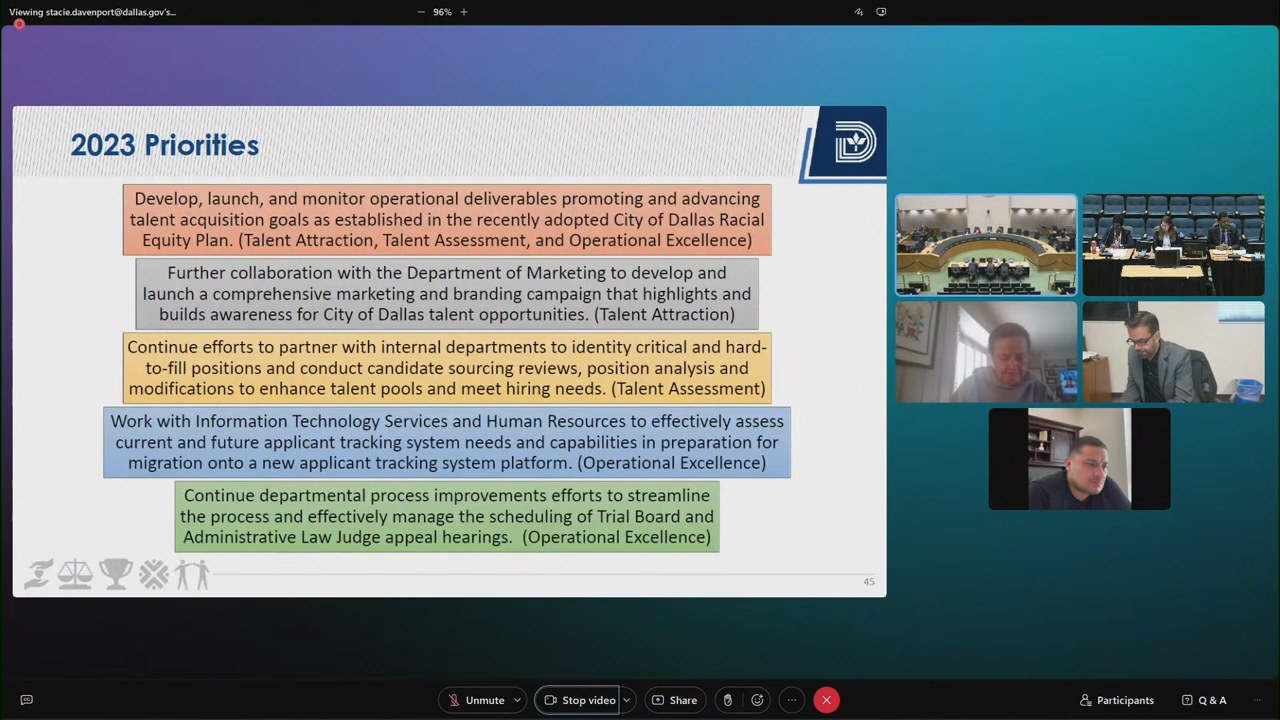 Viewing stacie.davenport@dallas.gov's...
96%
2023 Priorities
Develop, launch, and monitor operational deliverables promoting and advancing
talent acquisition goals as established in the recently adopted City of Dallas Racial
Equity Plan. (Talent Attraction, Talent Assessment, and Operational Excellence)
Further collaboration with the Department of Marketing to develop and
launch a comprehensive marketing and branding campaign that highlights and
builds awareness for City of Dallas talent opportunities. (Talent Attraction)
Continue efforts to partner with internal departments to identity critical and hard-
to-fill positions and conduct candidate sourcing reviews, position analysis and
modifications to enhance talent pools and meet hiring needs. (Talent Assessment)
Work with Information Technology Services and Human Resources to effectively assess
current and future applicant tracking system needs and capabilities in preparation for
migration onto a new applicant tracking system platform. (Operational Excellence)
Continue departmental process improvements efforts to streamline
the process and effectively manage the scheduling of Trial Board and
Administrative Law Judge appeal hearings. (Operational Excellence)
45
Unmute
Stop video
Share
Participants
Q & A